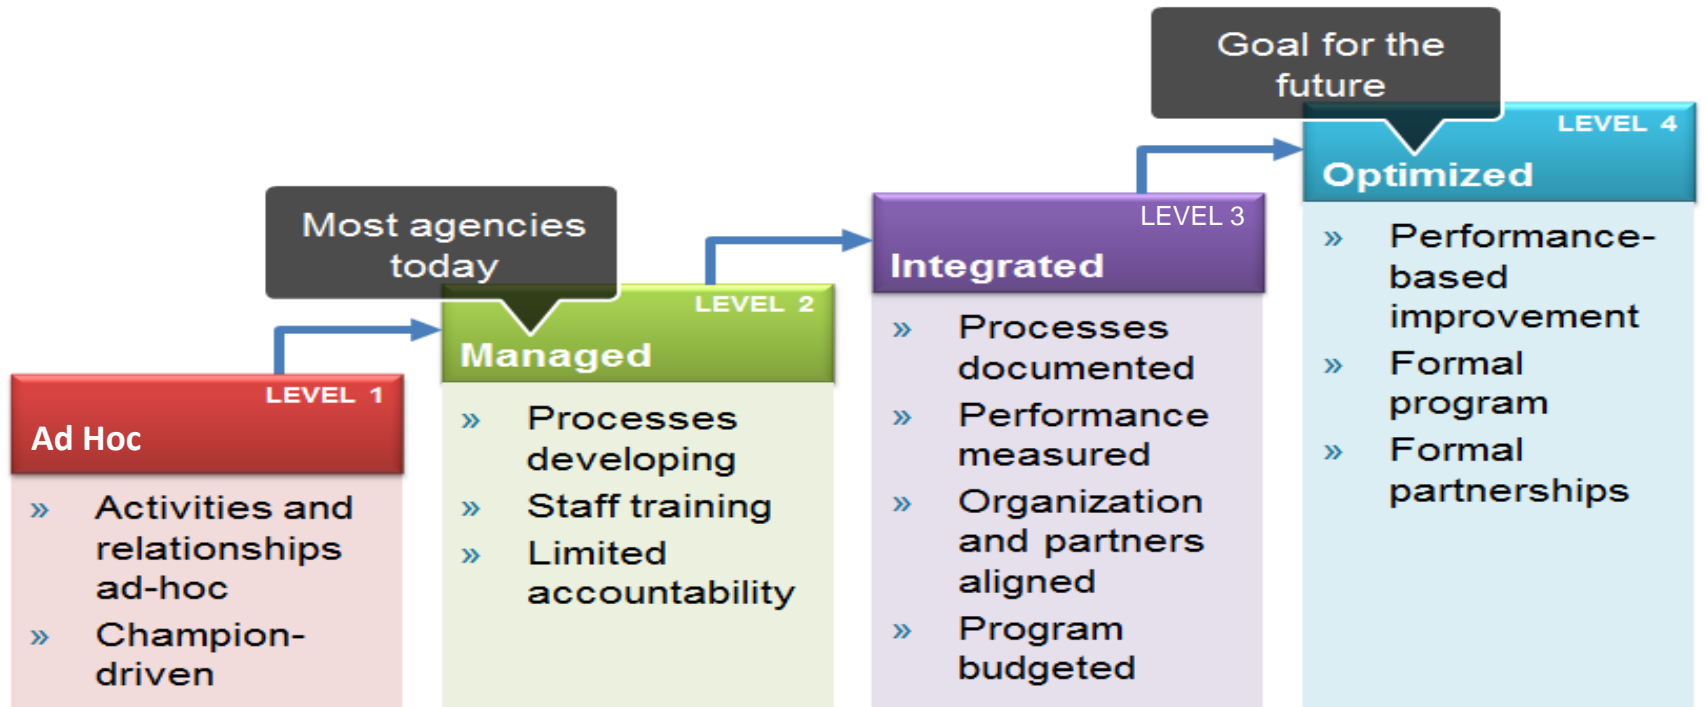 Goal for the
future
LEVEL 4
Optimized
» Performance-
based
improvement
» Formal
program
» Formal
partnerships
LEVEL 3
Integrated
» Processes
documented
» Performance
measured
» Organization
and partners
aligned
» Program
budgeted
Most agencies
today
LEVEL 2
Managed
» Processes
developing
» Staff training
» Limited
accountability
LEVEL 1
Ad Hoc
» Activities and
relationships
ad-hoc
» Champion-
driven